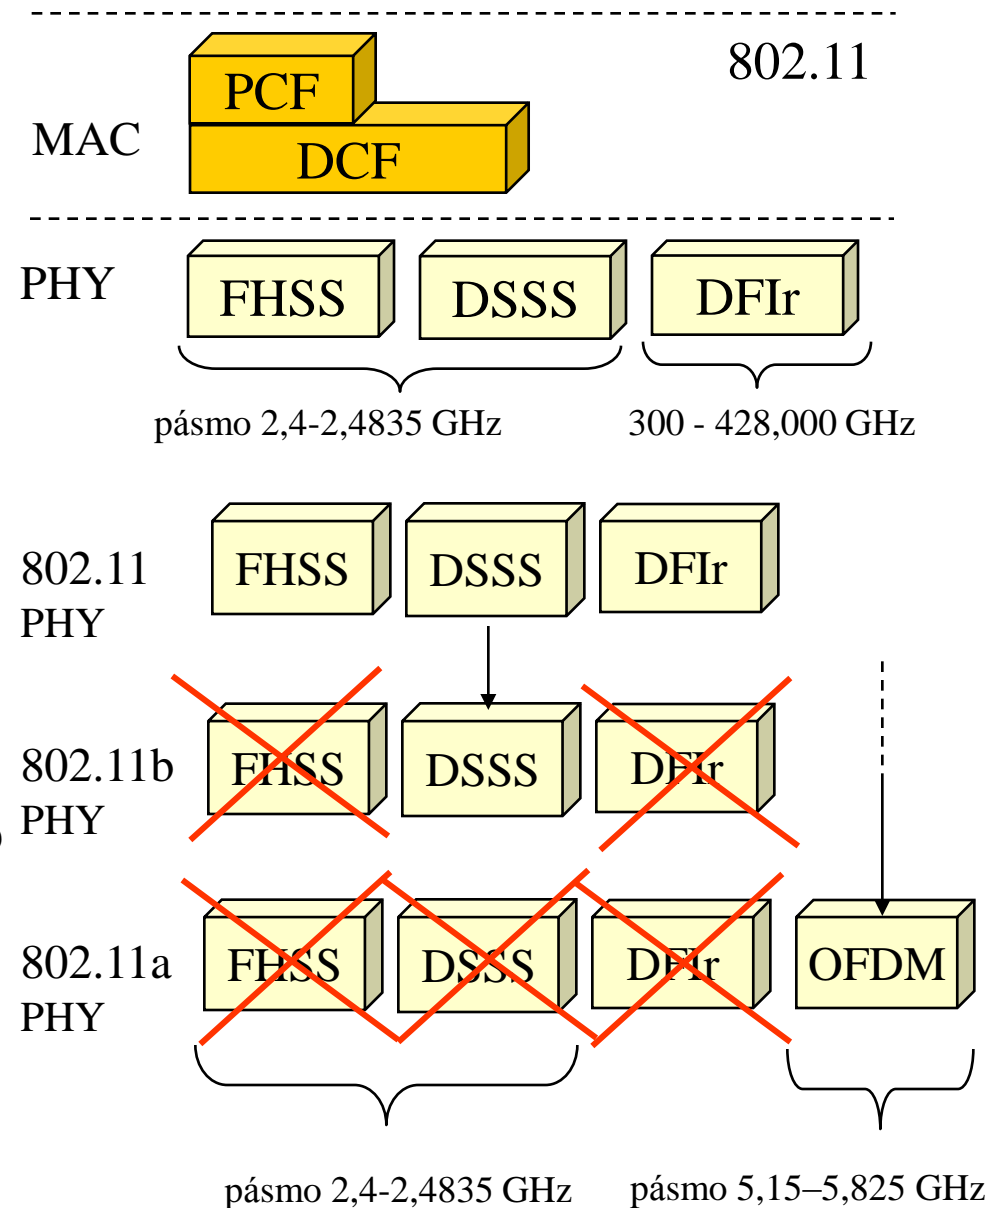 802.11
PCF
MAC
DCF
PHY
FHSS DSSS DFIr
pásmo 2,4-2,4835 GHz 300 - 428,000 GHz
802.11
PHY
FHSS DSSS DFIr
802.11b
PHY
FHSS DSSS DFIr
802.11a
PHY
FHSS DSSS DFIr OFDM
pásmo 2,4-2,4835 GHz pásmo 5,15–5,825 GHz